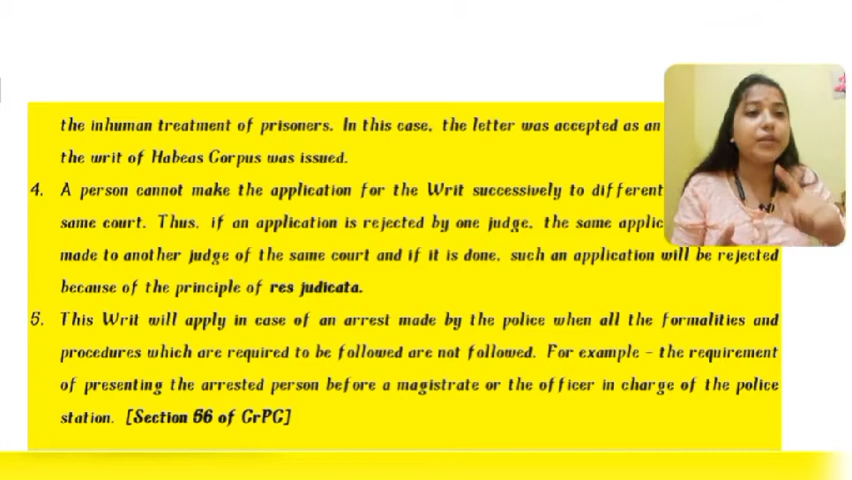 the inhuman treatment of prisoners. In this case, the letter was accepted as an
the writ of Habeas Corpus was issued.
4. A person cannot make the application for the Writ successively to different
same court. Thus, if an application is rejected by one judge, the same applic
made to another judge of the same court and if it is done, such an application will be rejected
because of the principle of res judicata.
5. This Writ will apply in case of an arrest made by the police when all the formalities and
procedures which are required to be followed are not followed. For example - the requirement
of presenting the arrested person before a magistrate or the officer in charge of the police
station. [Section 56 of CrPC]